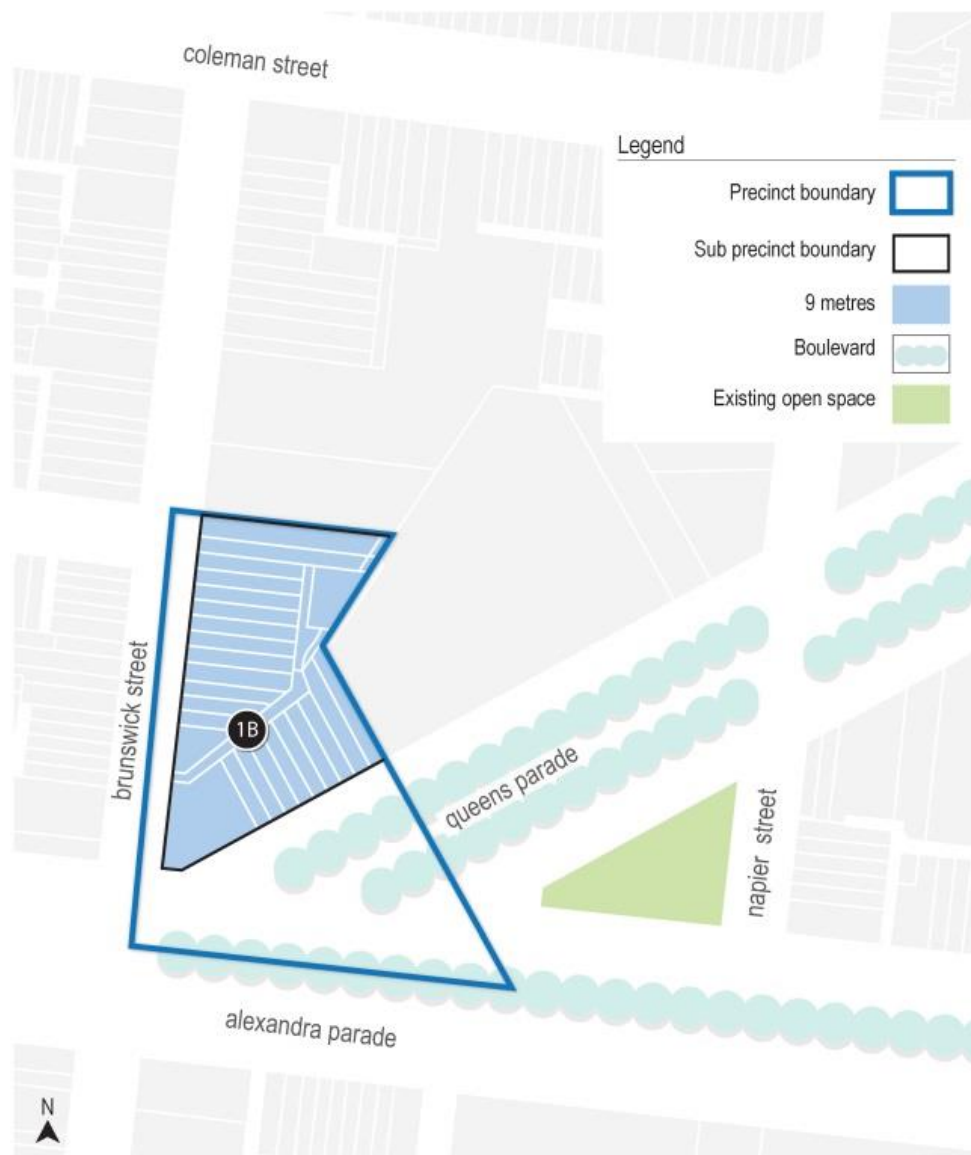 coleman street
Legend
Precinct boundary
Sub precinct boundary
9 metres
Boulevard
Existing open space
brunswick street
1B
queens parade
napier street
alexandra parade
N